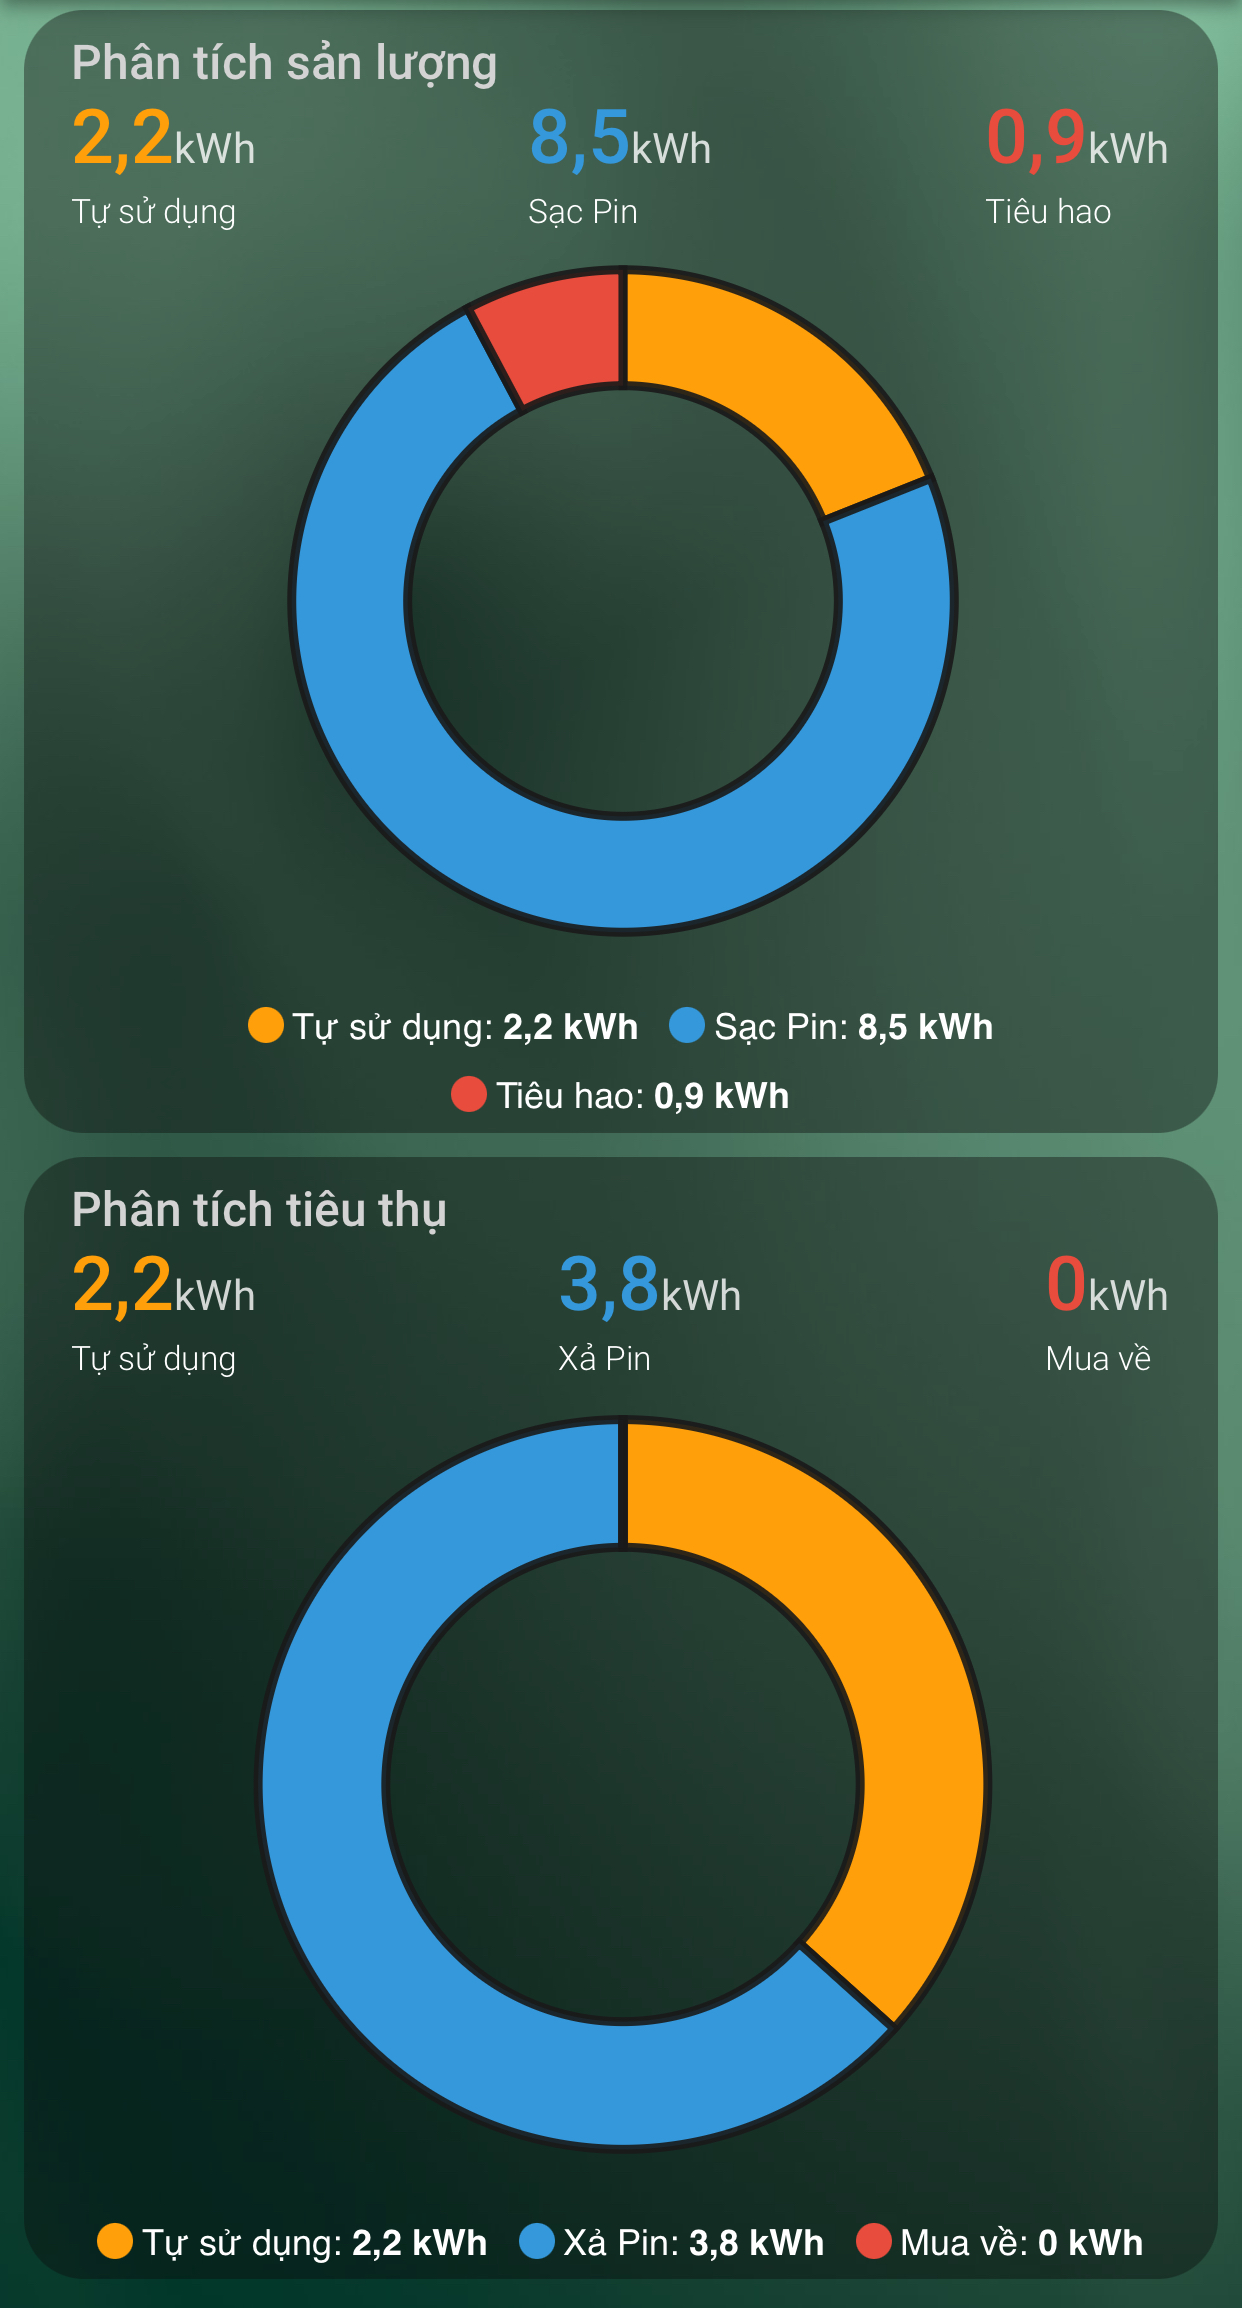 Phân tích sản lượng
2,2kWh 8,5kWh 0,9kWh
Tự sử dụng Sạc Pin Tiêu hao
Tự sử dụng: 2,2 kWh Sạc Pin: 8,5 kWh
Tiêu hao: 0,9 kWh
Phân tích tiêu thụ
2,2kWh 3,8kWh 0kWh
Tự sử dụng Xả Pin Mua về
Tự sử dụng: 2,2 kWh Xả Pin: 3,8 kWh Mua về: 0 kWh